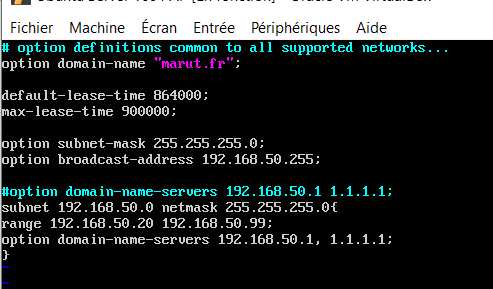 Fichier Machine Écran Entrée Périphériques Aide
# option definitions common to all supported networks...
option domain-name "marut.fr";
default-lease-time 864000;
max-lease-time 900000;
option subnet-mask 255.255.255.0;
option broadcast-address 192.168.50.255;
#option domain-name-servers 192.168.50.1 1.1.1.1;
subnet 192.168.50.0 netmask 255.255.255.0{
range 192.168.50.20 192.168.50.99;
option domain-name-servers 192.168.50.1, 1.1.1.1;
}
~
~